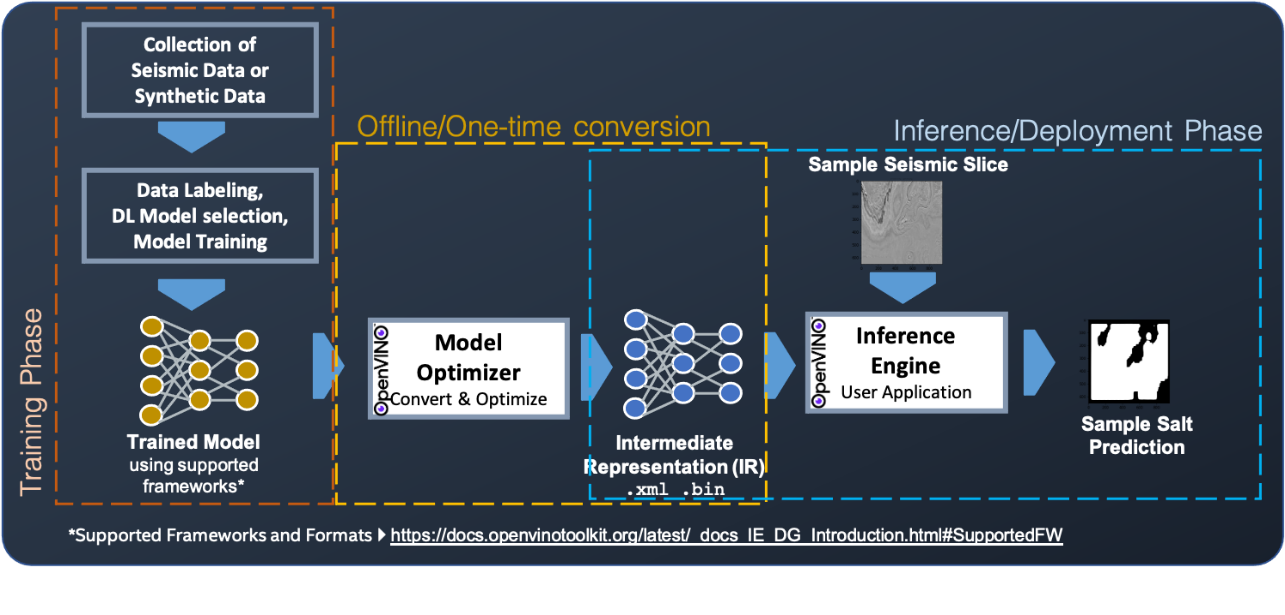 Training Phase
Collection of
Seismic Data or
Synthetic Data
Data Labeling,
DL Model selection,
Model Training
Trained Model
using supported
frameworks*
Offline/One-time conversion
OpenVINO
Model
Optimizer
Convert & Optimize
Intermediate
Representation (IR)
.xml .bin
Inference/Deployment Phase
Sample Seismic Slice
OpenVINO
Inference
Engine
User Application
Sample Salt
Prediction
*Supported Frameworks and Formats https://docs.openvinotoolkit.org/latest/_docs_IE_DG_Introduction.html#SupportedFW